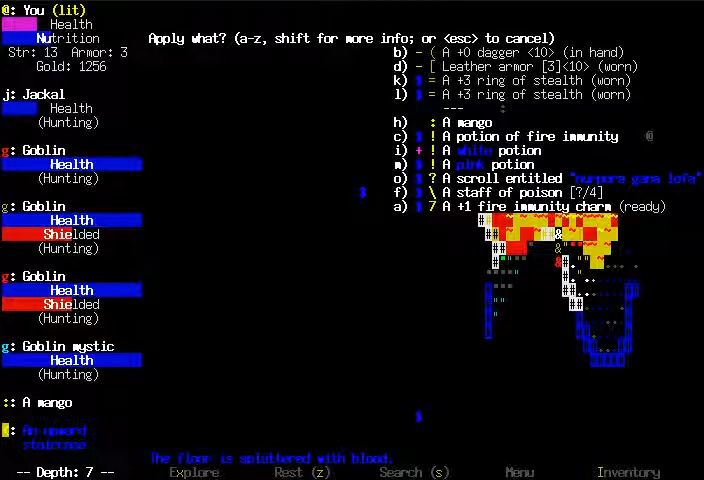 @: You (lit)
Health
Nutrition
Str: 13 Armor: 3
Gold: 1256
j: Jackal
Health
(Hunting)
g: Goblin
Health
(Hunting)
g: Goblin
Health
Shielded
(Hunting)
g: Goblin
Health
Shielded
(Hunting)
g: Goblin mystic
Health
(Hunting)
:: A mango
An upward
staircase
-- Depth: 7 --
Apply what? (a-z, shift for more info; or <esc> to cancel)
b) - ( A +0 dagger <10> (in hand)
d) - [ Leather armor [3]<10> (worn)
k) = A +3 ring of stealth (worn)
l) = A +3 ring of stealth (worn)
---
h) : A mango
c) ! A potion of fire immunity
i) + ! A white potion
m) ! A pink potion
o) ? A scroll entitled "nurpora gana lofa"
f) \ A staff of poison [?/4]
a) 7 A +1 fire immunity charm (ready)
The floor is splattered with blood.
Explore Rest (z) Search (s) Menu Inventory